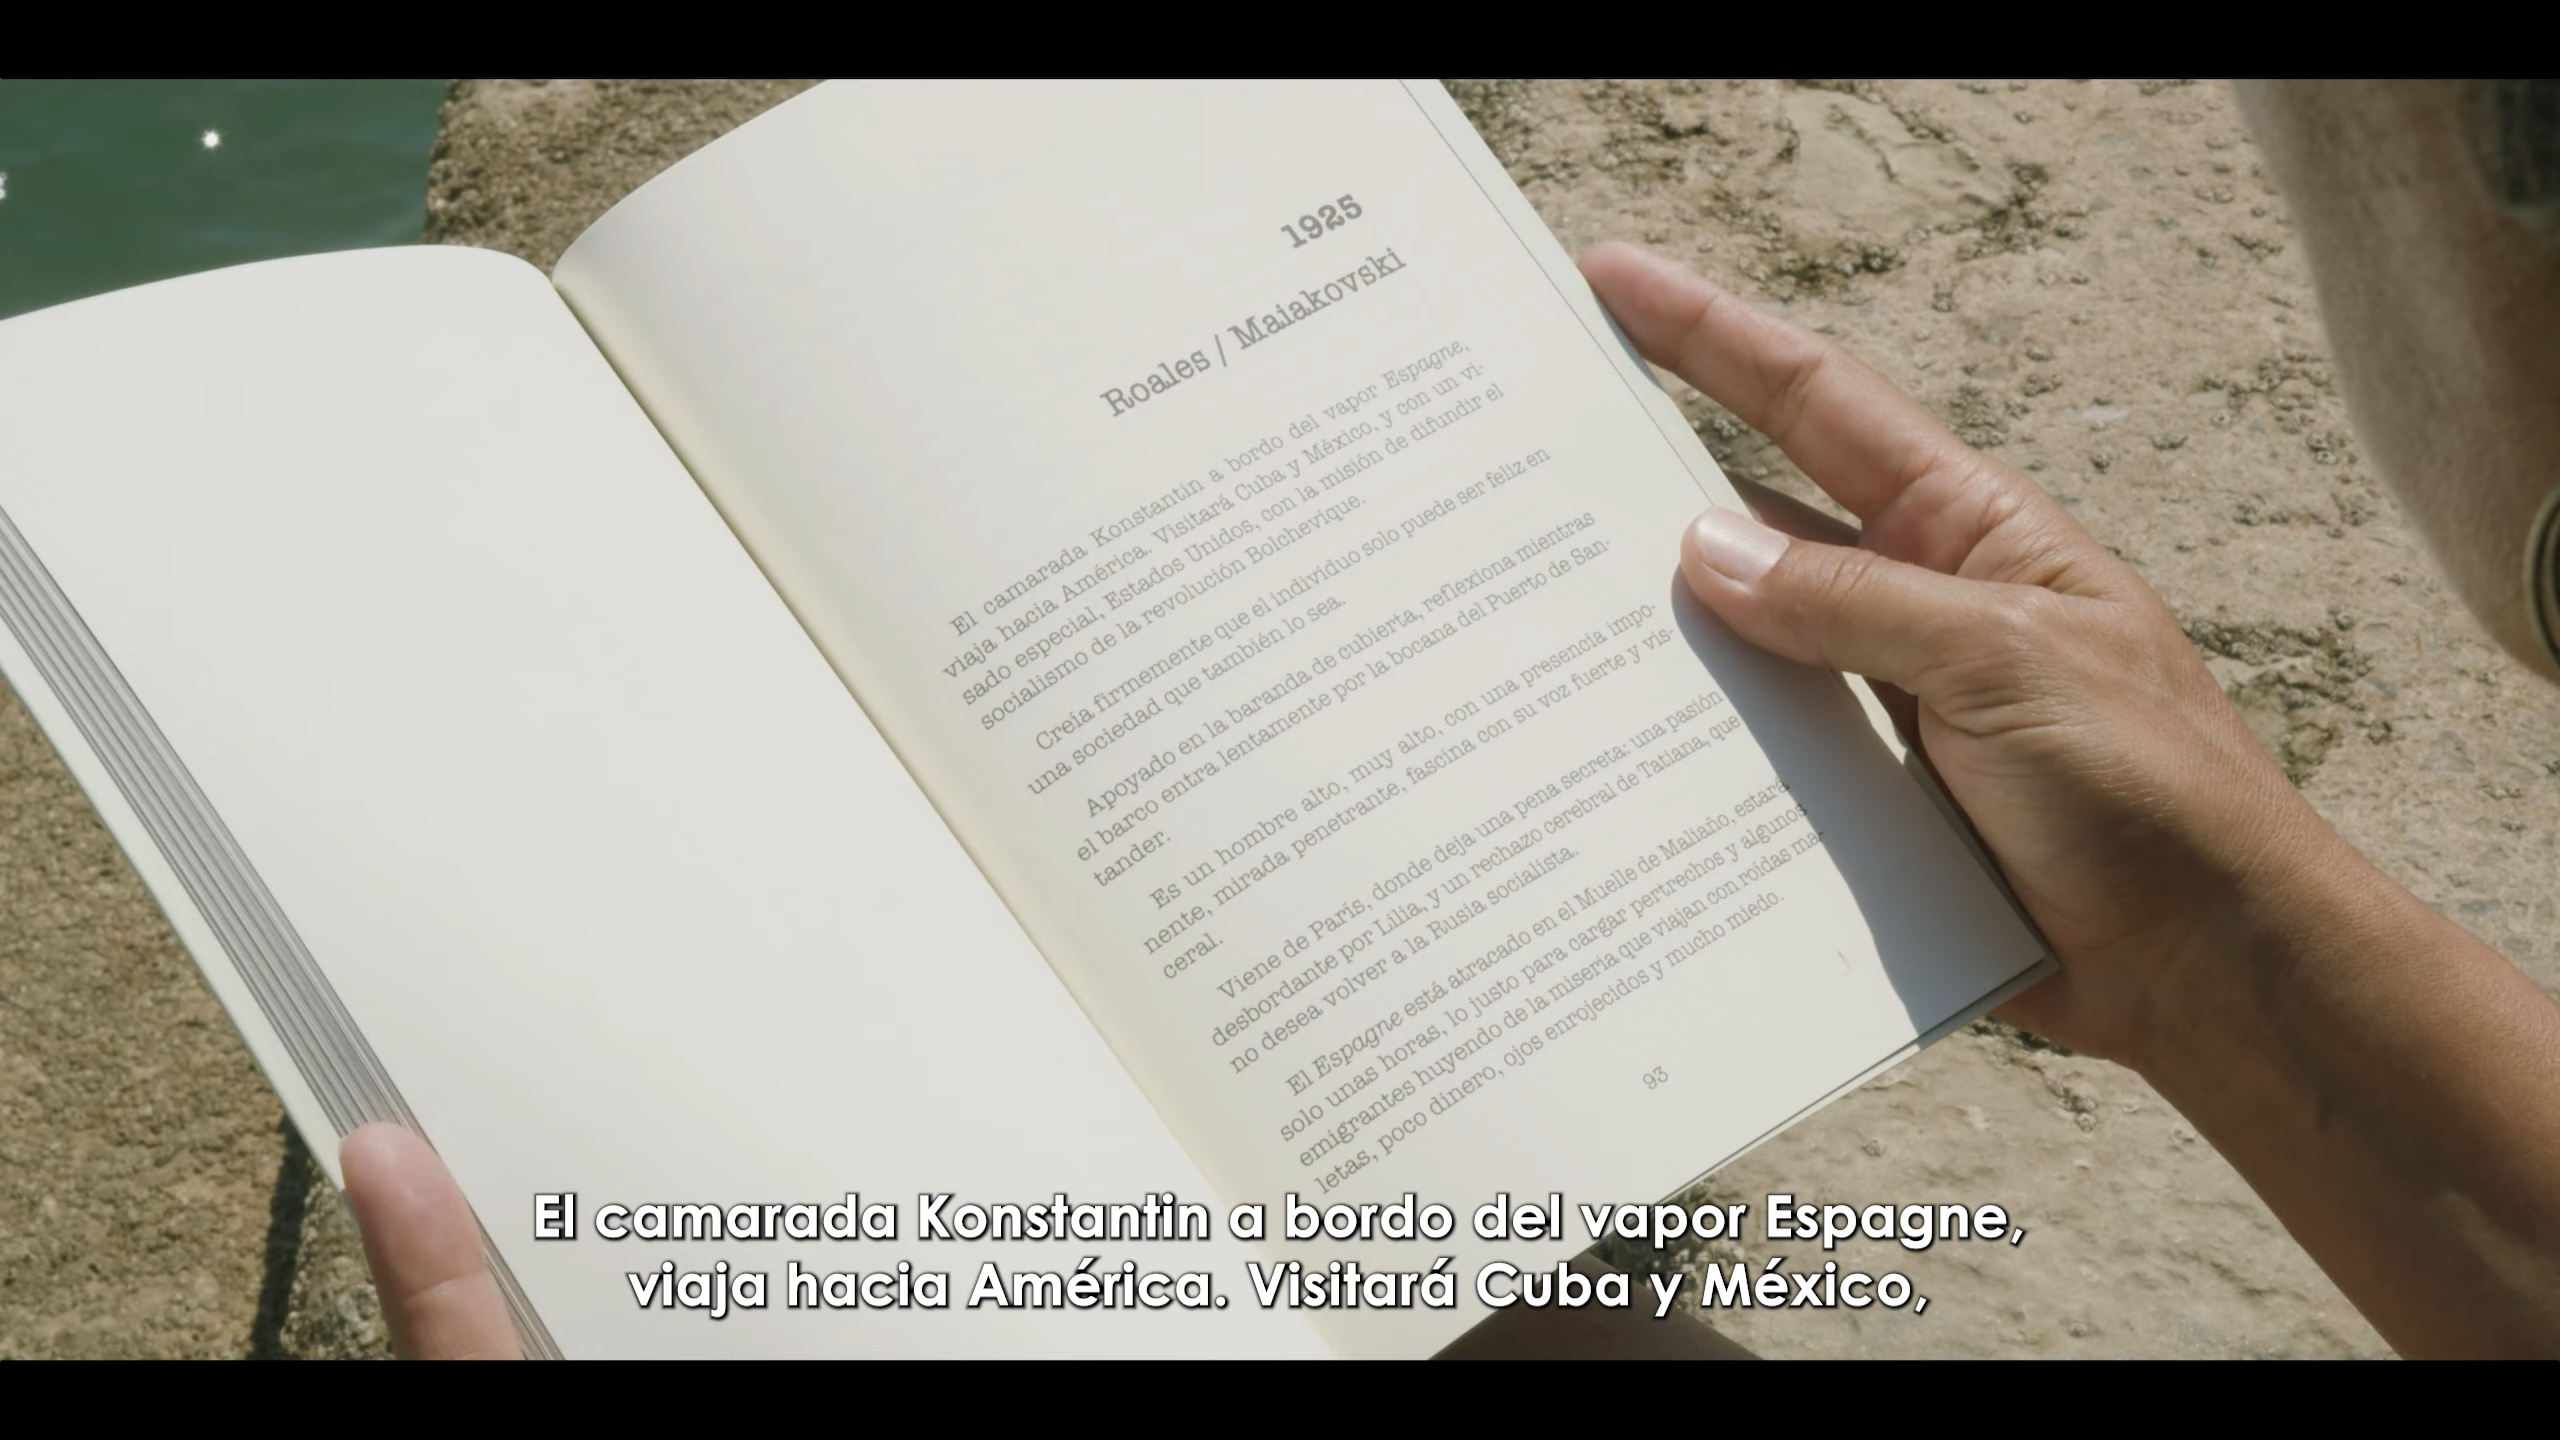 1925
Roales / Maiakovski
El camarada Konstantin a bordo del vapor Espagne,
viaja hacia América. Visitará Cuba y México, y con un vi-
sado especial, Estados Unidos, con la misión de difundir el
socialismo de la revolución Bolchevique.
Creía firmemente que el individuo solo puede ser feliz en
una sociedad que también lo sea.
Apoyado en la baranda de cubierta, reflexiona mientras
el barco entra lentamente por la bocana del Puerto de San-
tander.
Es un hombre alto, muy alto, con una presencia impo-
nente, mirada penetrante, fascina con su voz fuerte y vis-
ceral.
Viene de París, donde deja una pena secreta: una pasión
desbordante por Lilia, y un rechazo cerebral de Tatiana, que
no desea volver a la Rusia socialista.
El Espagne está atracado en el Muelle de Maliaño, estará
solo unas horas, lo justo para cargar pertrechos y algunos
emigrantes huyendo de la miseria que viajan con roidas ma-
letas, poco dinero, ojos enrojecidos y mucho miedo.
93
El camarada Konstantin a bordo del vapor Espagne,
viaja hacia América. Visitará Cuba y México,